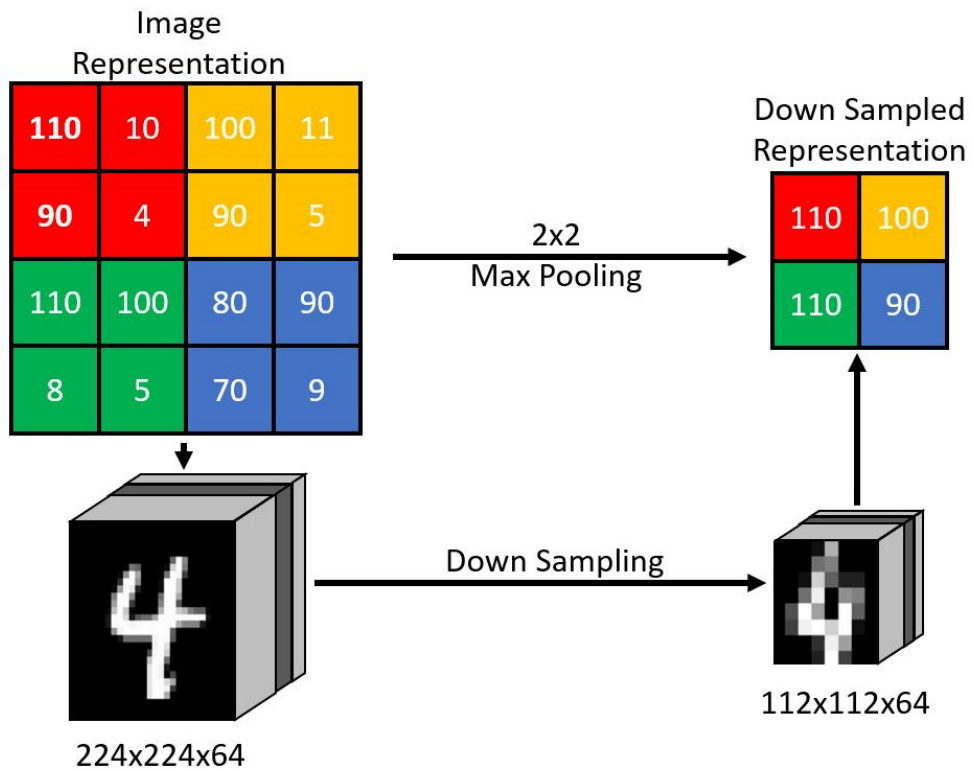 Image
Representation
110 10 100 11
90 4 90 5
110 100 80 90
8 5 70 9
2x2
Max Pooling
Down Sampled
Representation
110 100
110 90
Down Sampling
224x224x64
112x112x64